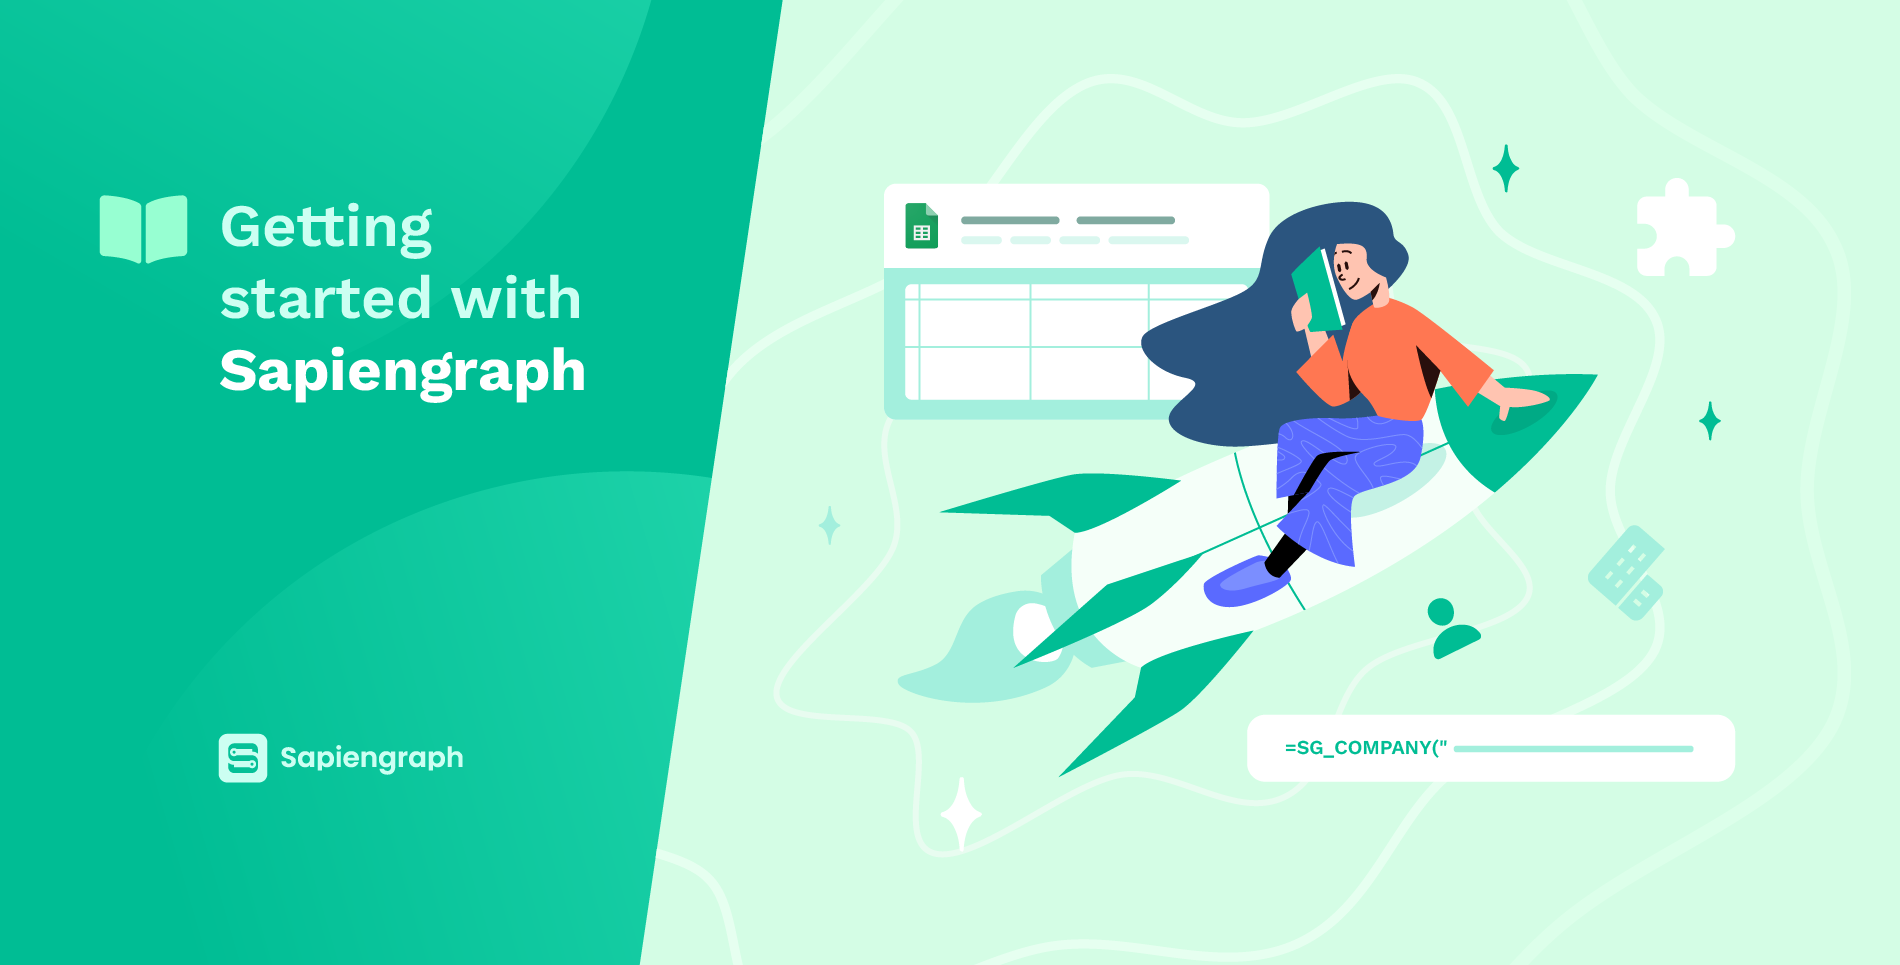 Getting
started with
Sapiengraph
Sapiengraph
=SG_COMPANY("